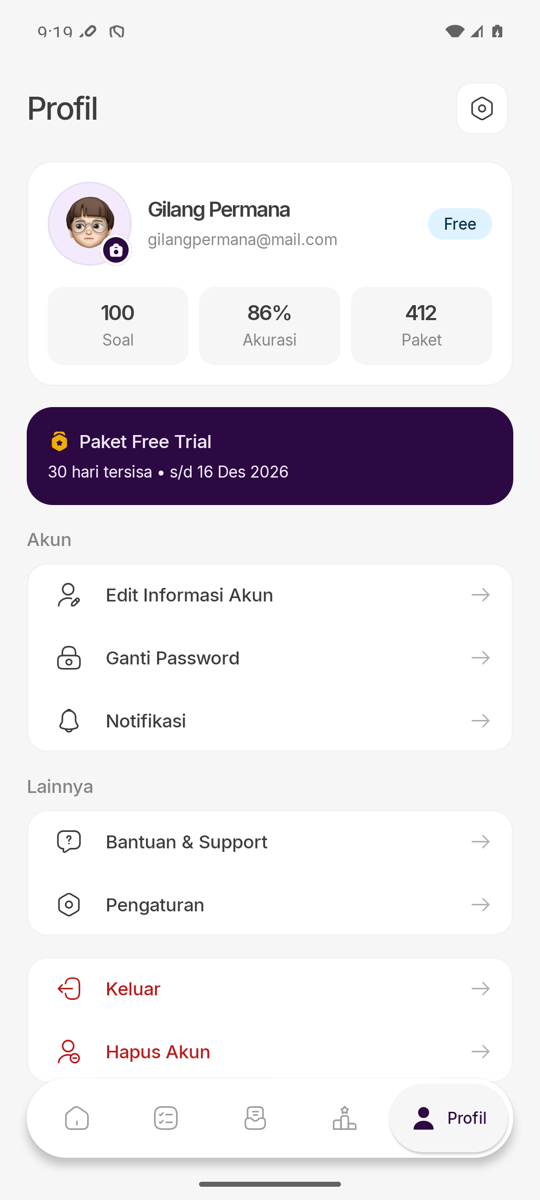 9:19
Profil
Gilang Permana
gilangpermana@mail.com
Free
100
Soal
86%
Akurasi
412
Paket
Paket Free Trial
30 hari tersisa • s/d 16 Des 2026
Akun
Edit Informasi Akun
Ganti Password
Notifikasi
Lainnya
Bantuan & Support
Pengaturan
Keluar
Hapus Akun
Profil